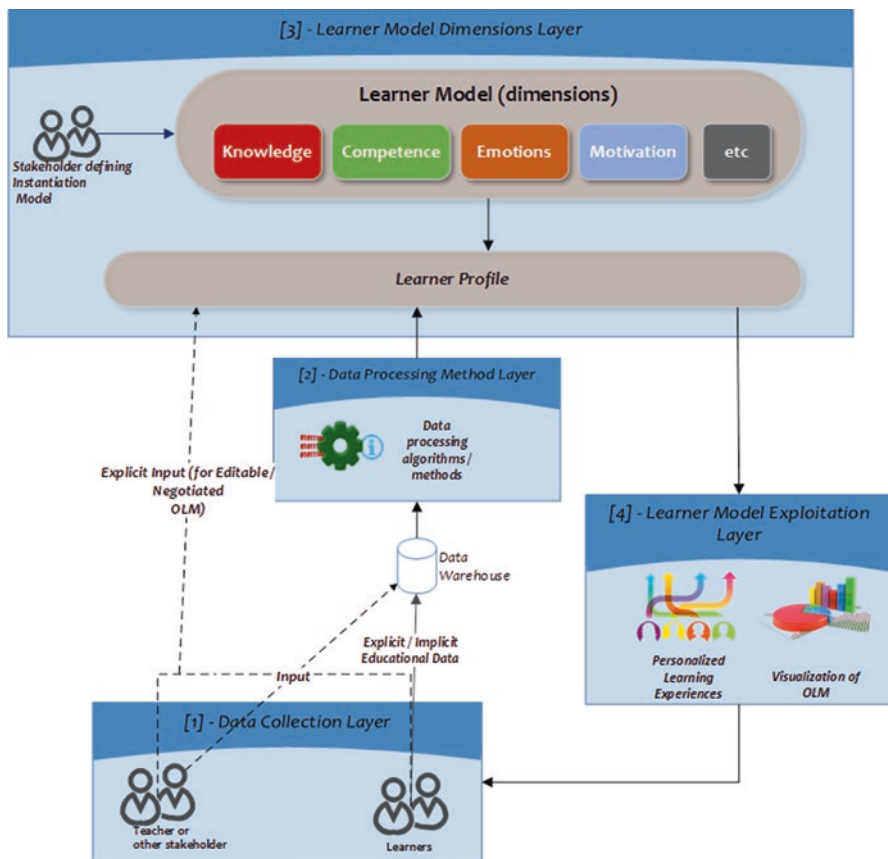 [3] - Learner Model Dimensions Layer
Learner Model (dimensions)
Knowledge
Competence
Emotions
Motivation
etc
Stakeholder defining
Instantiation
Model
Learner Profile
[2] - Data Processing Method Layer
Data
processing
algorithms /
methods
Explicit Input (for Editable /
Negotiated
OLM)
[4] - Learner Model Exploitation
Layer
Data
Warehouse
Explicit / Implicit
Educational Data
Personalized
Learning
Experiences
Visualization of
OLM
Input
[1] - Data Collection Layer
Teacher or
other stakeholder
Learners